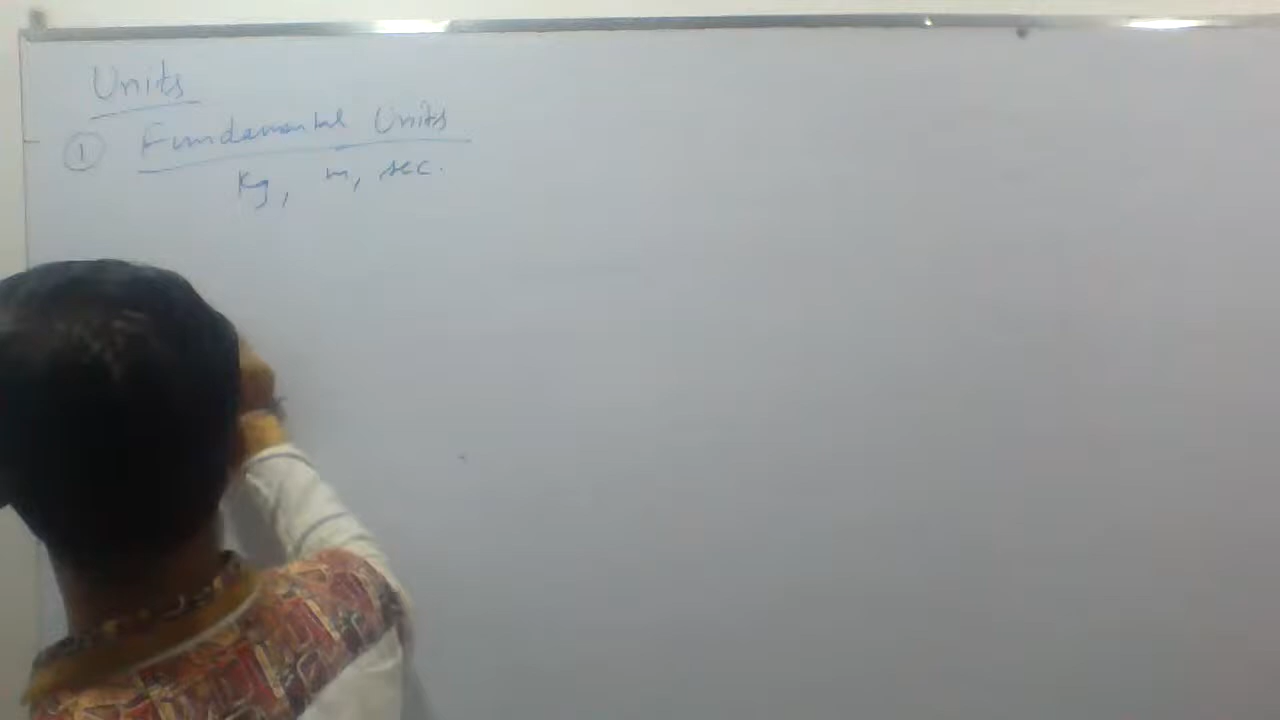 Units
① Fundamental Units
Kg, m, sec.